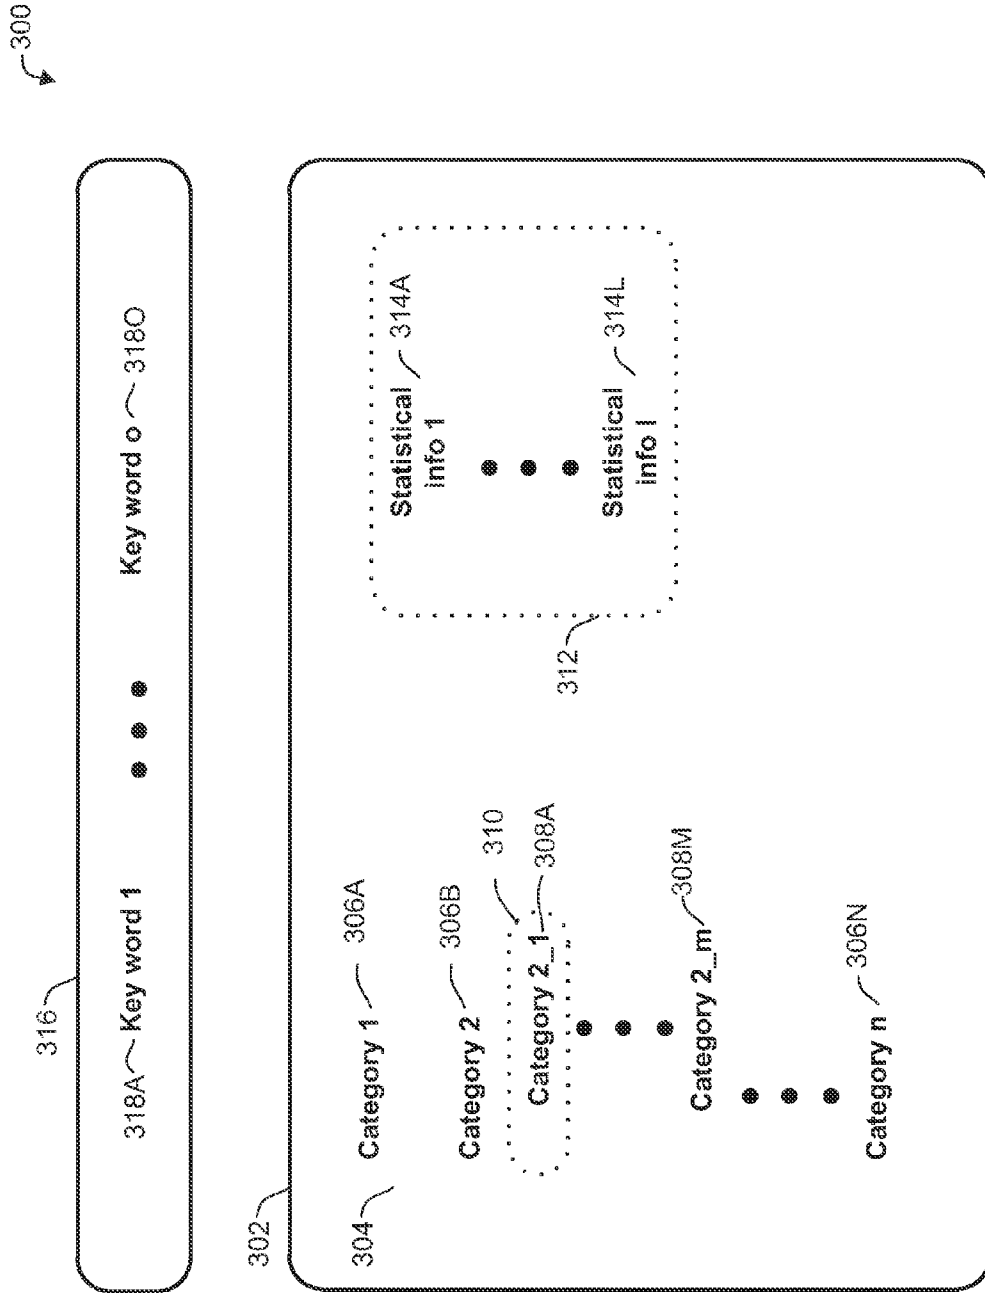 300
316
318A Key word 1 Key word o 318O
302
304
Category 1 306A
Category 2 306B
310
Category 2_1 308A
Category 2_m 308M
Category n 306N
312
Statistical 314A
info 1
Statistical 314L
info l